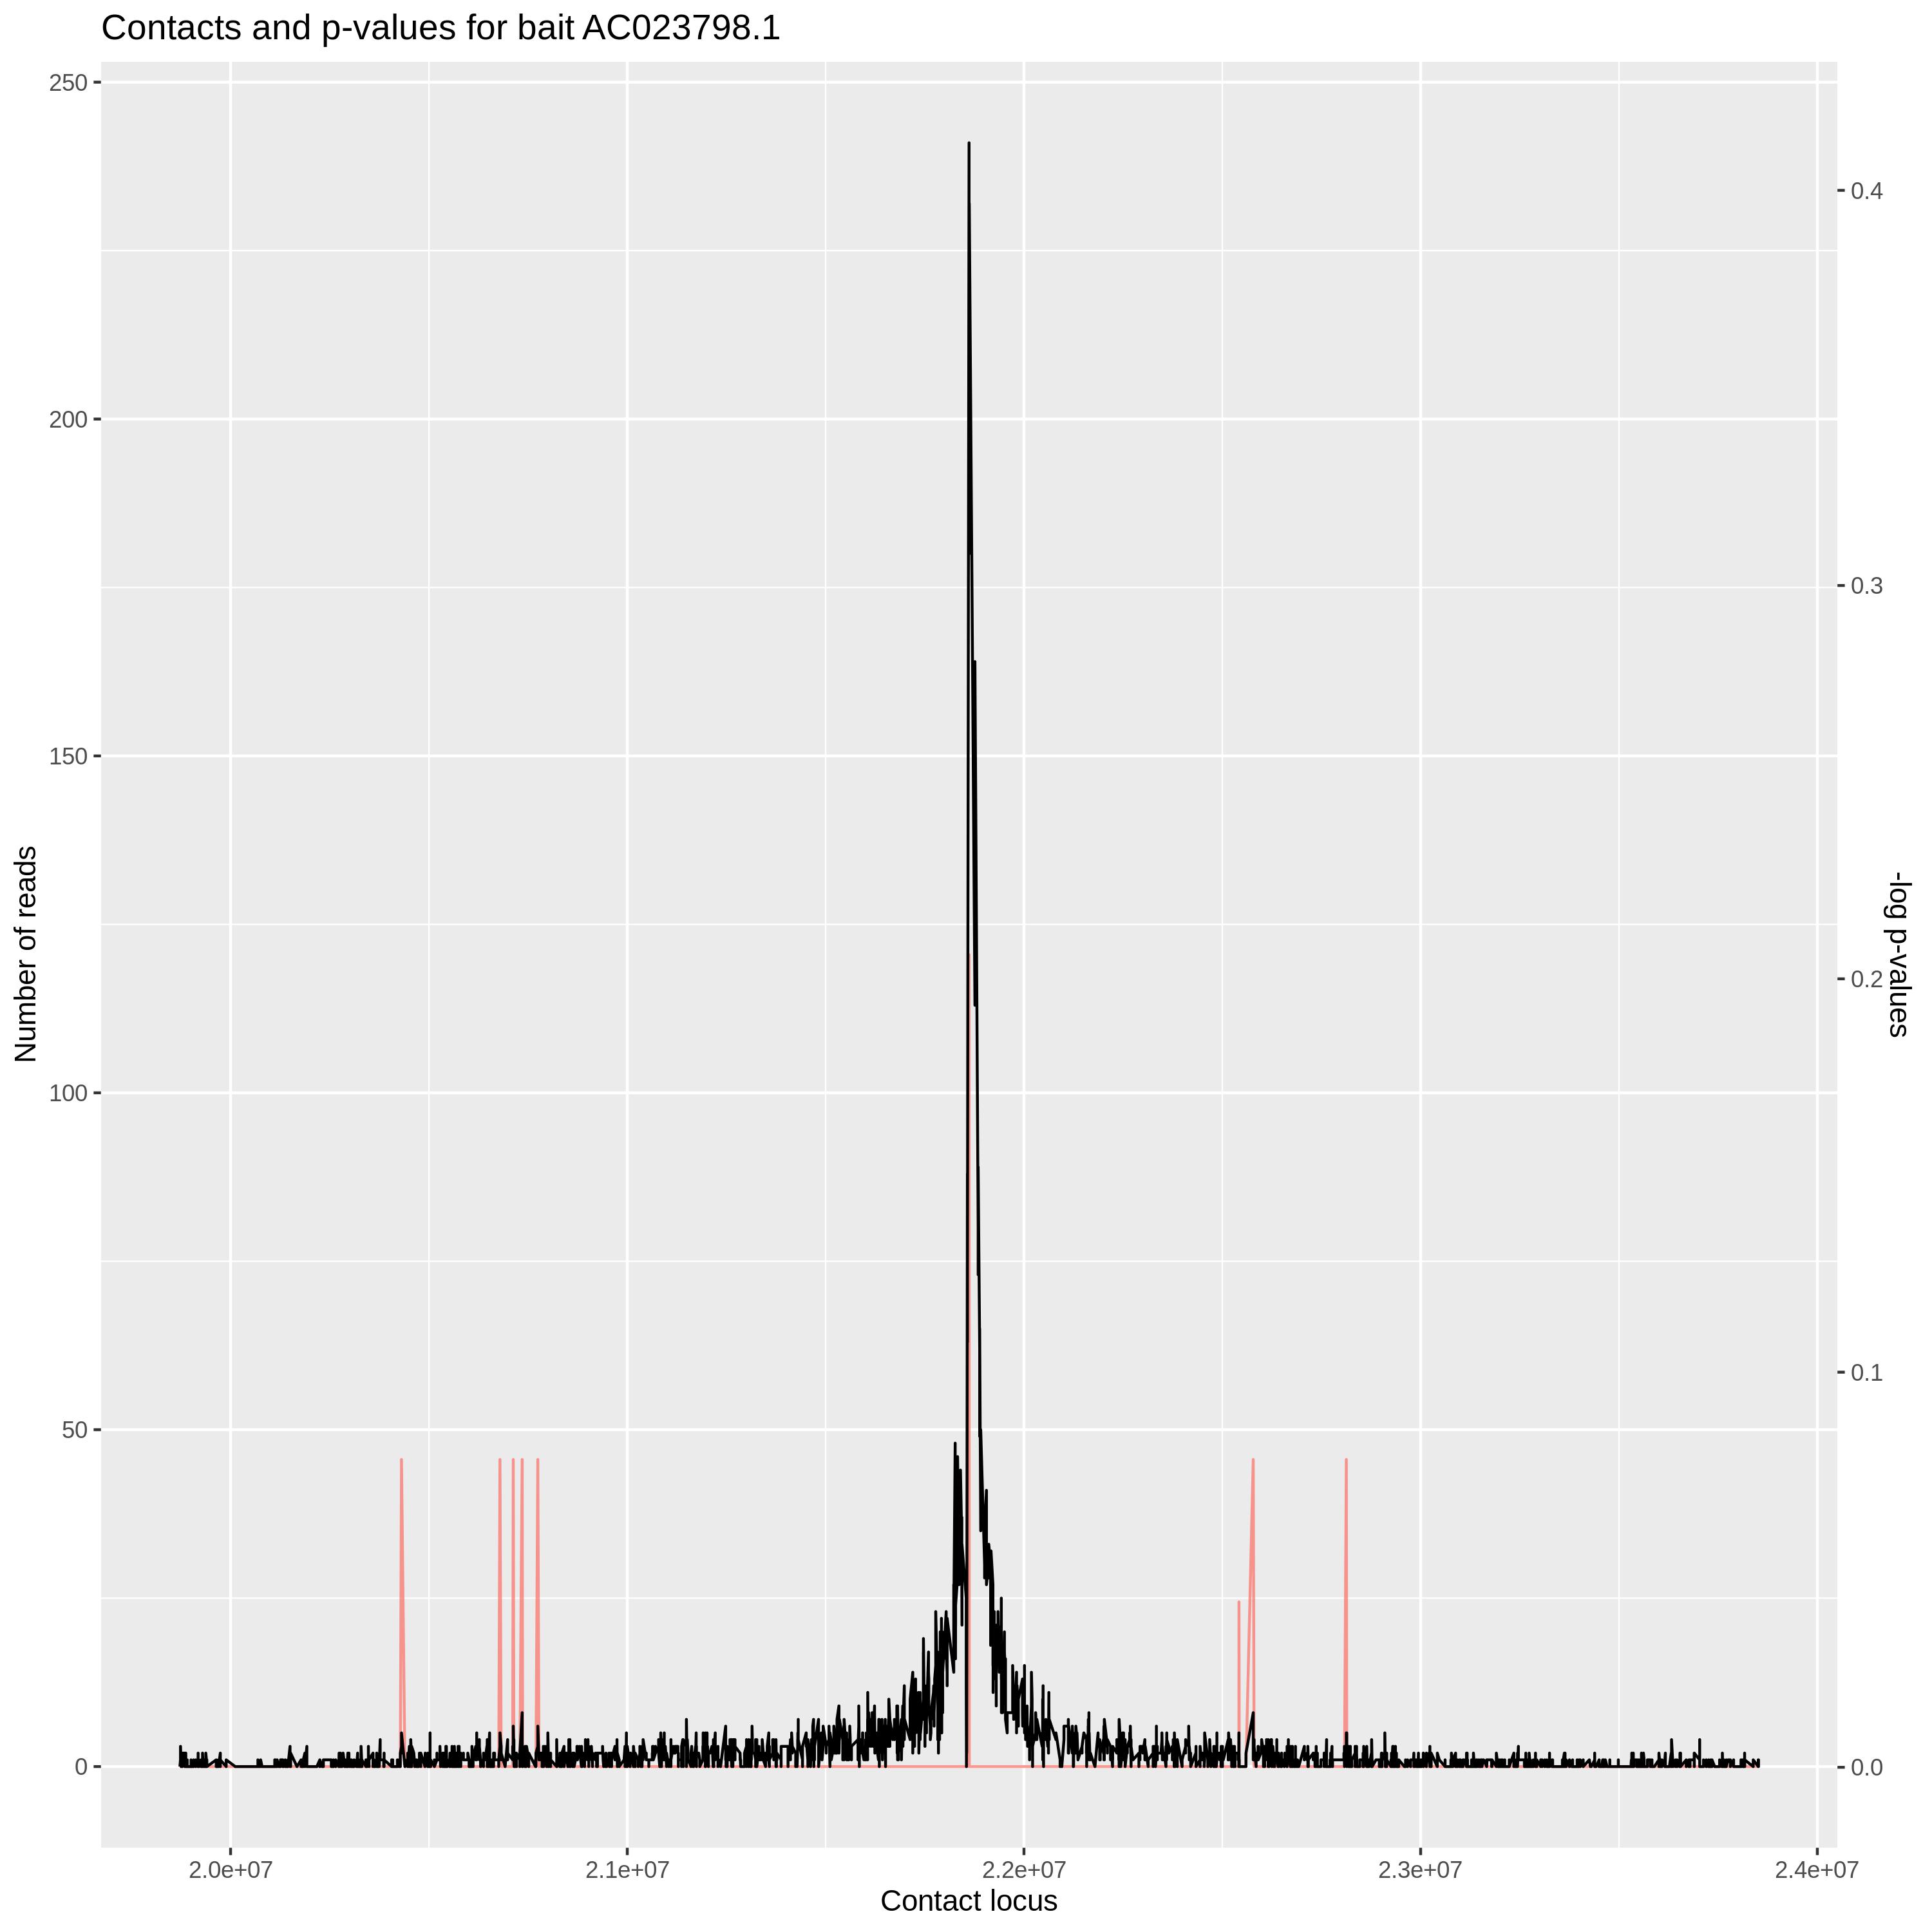 Contacts and p-values for bait AC023798.1
250
200
150
100
50
0
Number of reads
0.4
0.3
0.2
0.1
0.0
-log p-values
2.0e+07
2.1e+07
2.2e+07
2.3e+07
2.4e+07
Contact locus